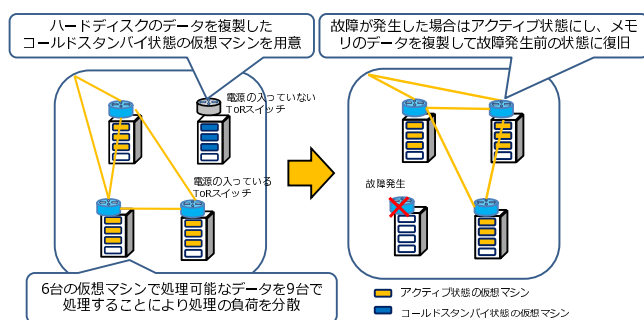 ハードディスクのデータを複製した
コールドスタンバイ状態の仮想マシンを用意
故障が発生した場合はアクティブ状態にし、メモ
リのデータを複製して故障発生前の状態に復旧
電源の入っていない
ToRスイッチ
電源の入っている
ToRスイッチ
故障発生
6台の仮想マシンで処理可能なデータを9台で
処理することにより処理の負荷を分散
アクティブ状態の仮想マシン
コールドスタンバイ状態の仮想マシン